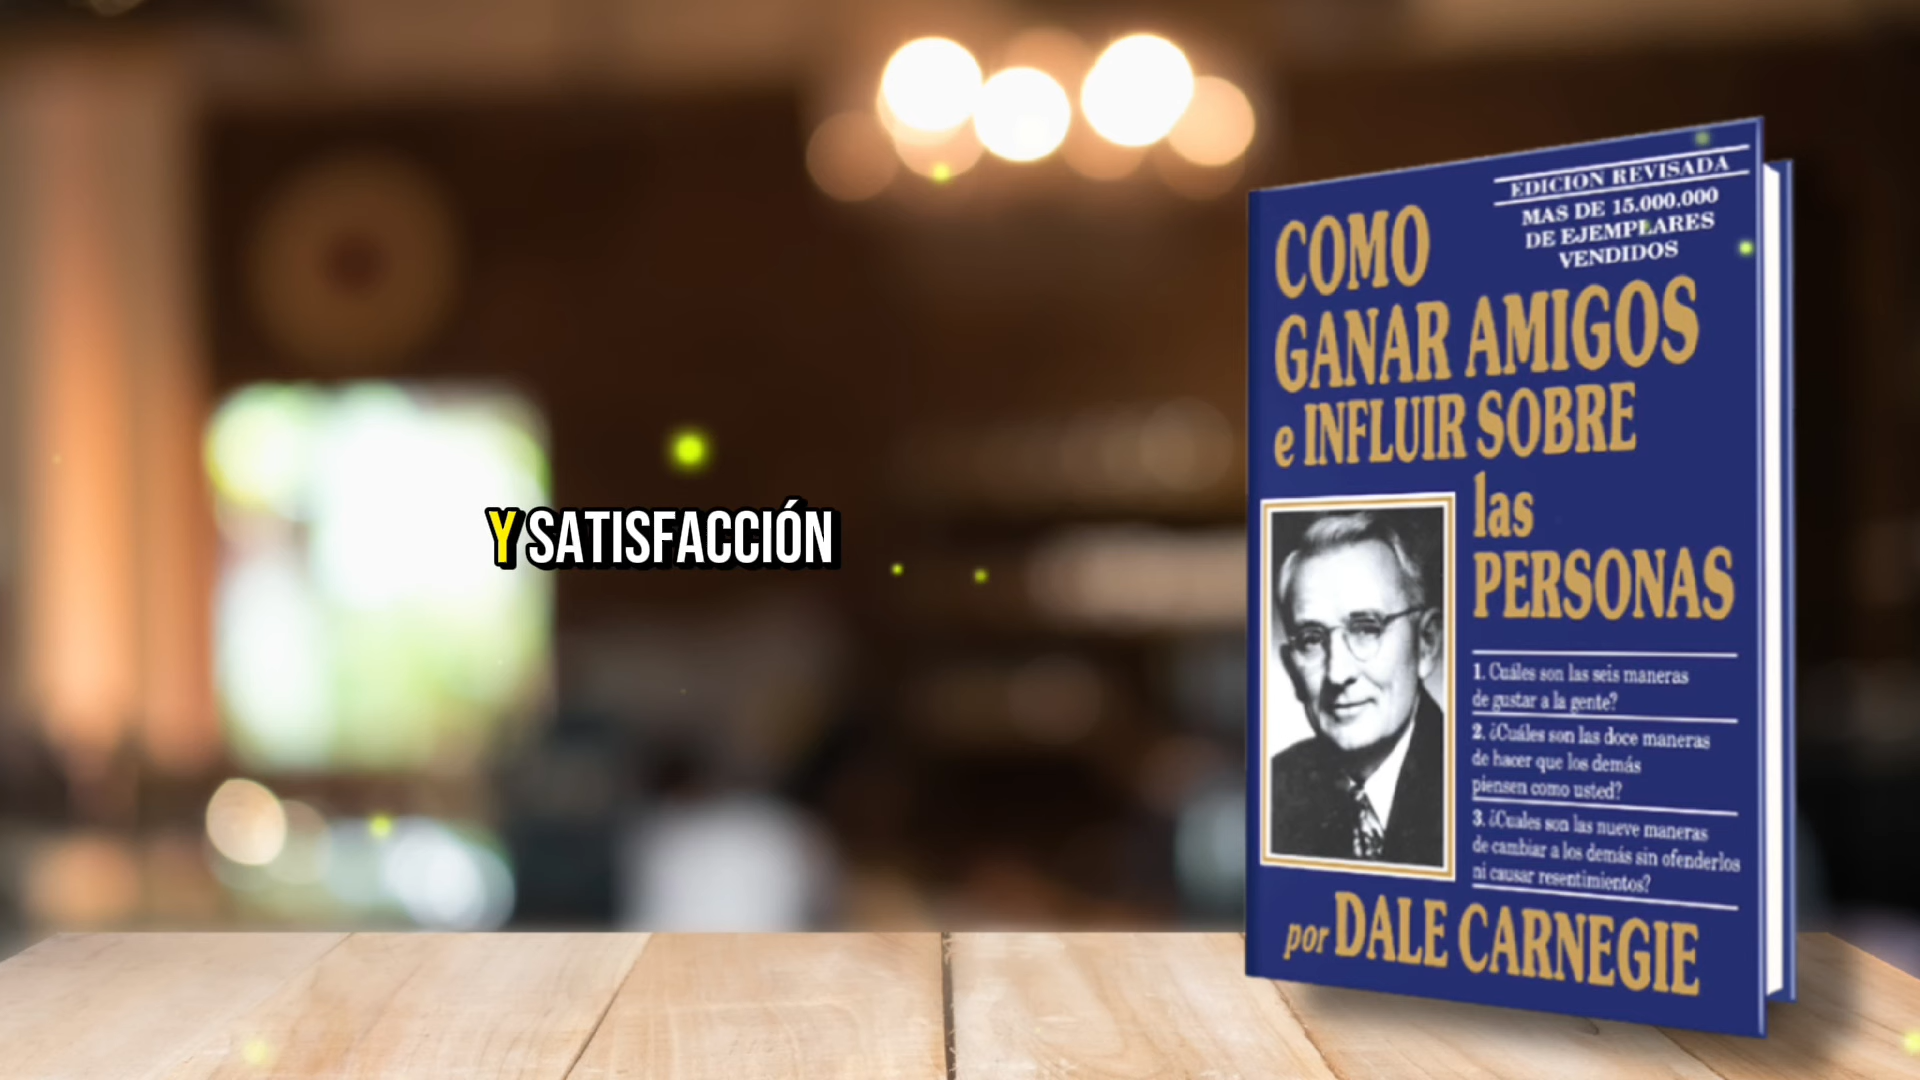 Y SATISFACCIÓN
EDICION REVISADA
MAS DE 15.000.000
DE EJEMPLARES
VENDIDOS
COMO
GANAR AMIGOS
e INFLUIR SOBRE
las
PERSONAS
1. Cuáles son las seis maneras
de gustar a la gente?
2. ¿Cuáles son las doce maneras
de hacer que los demás
piensen como usted?
3. ¿Cuales son las nueve maneras
de cambiar a los demás sin ofenderlos
ni causar resentimientos?
por DALE CARNEGIE